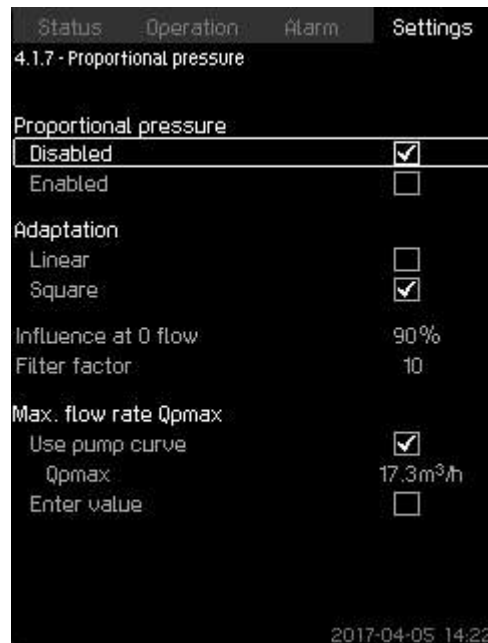 Status Operation Alarm Settings
4.1.7 - Proportional pressure
Proportional pressure
Disabled
Enabled
Adaptation
Linear
Square
Influence at 0 flow 90%
Filter factor 10
Max. flow rate Qpmax
Use pump curve
Qpmax 17.3m³/h
Enter value
2017-04-05 14:22